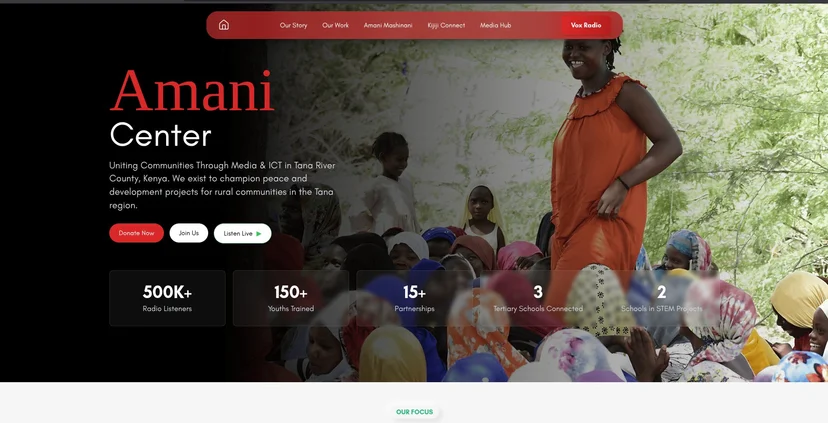 Our Story
Our Work
Amani Mashinani
Kijiji Connect
Media Hub
Vox Radio
Amani
Center
Uniting Communities Through Media & ICT in Tana River
County, Kenya. We exist to champion peace and
development projects for rural communities in the Tana
region.
Donate Now
Join Us
Listen Live
500K+
Radio Listeners
150+
Youths Trained
15+
Partnerships
3
Tertiary Schools Connected
2
Schools in STEM Projects
OUR FOCUS